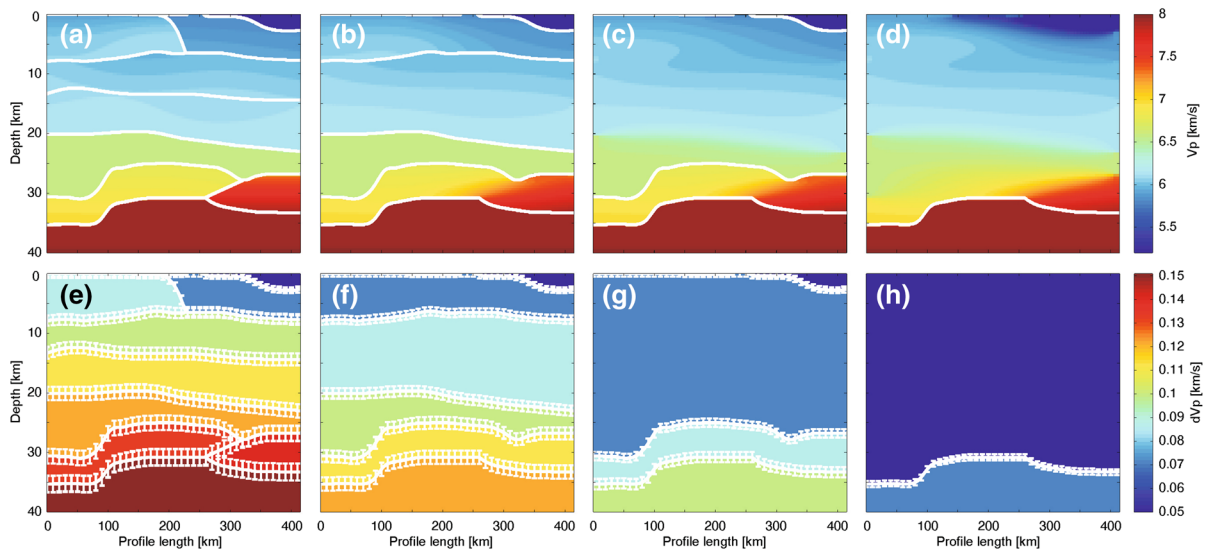 (a) (b) (c) (d)
0
10
20
30
40
Depth [km]
8
7.5
7
6.5
6
5.5
Vp [km/s]
(e) (f) (g) (h)
0
10
20
30
40
Depth [km]
0 100 200 300 400
Profile length [km]
0 100 200 300 400
Profile length [km]
0 100 200 300 400
Profile length [km]
0 100 200 300 400
Profile length [km]
0.15
0.14
0.13
0.12
0.11
0.1
0.09
0.08
0.07
0.06
0.05
dVp [km/s]